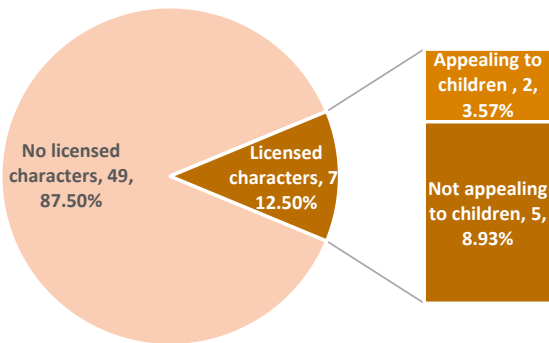 No licensed
characters, 49,
87.50%
Licensed
characters, 7
12.50%
Appealing to
children , 2,
3.57%
Not appealing
to children, 5,
8.93%